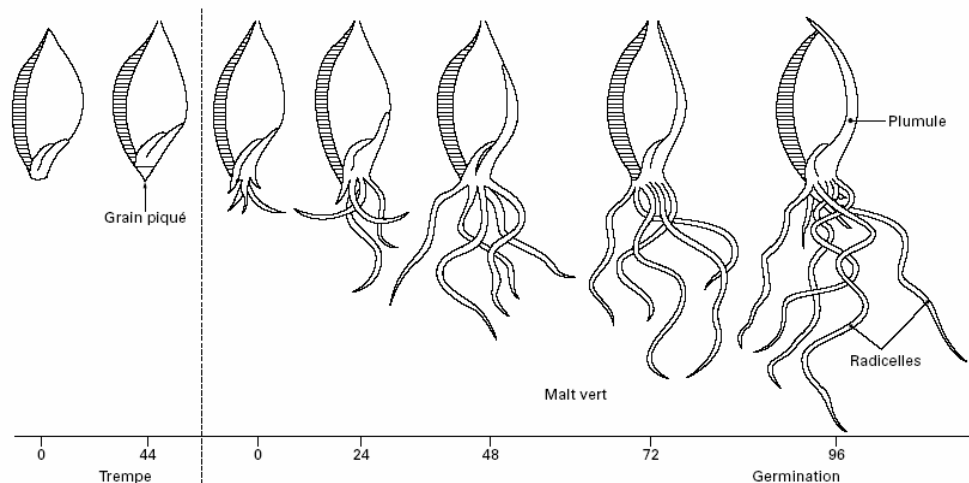 Plumule
Grain piqué
Radicelles
Malt vert
0 44 0 24 48 72 96
Trempe Germination